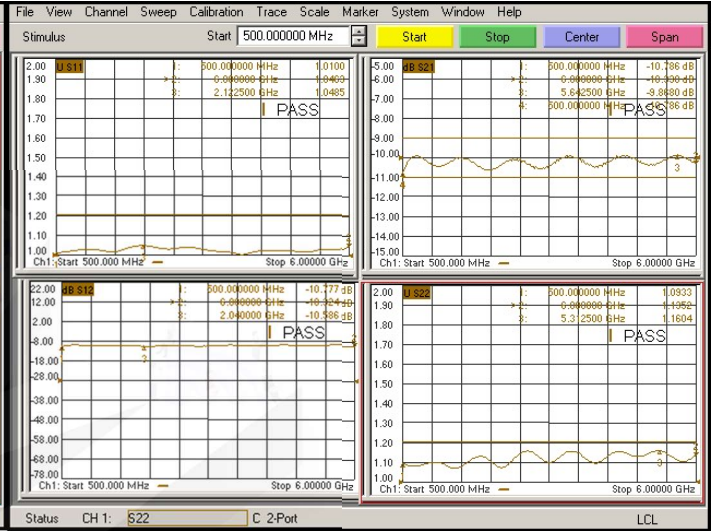 File View Channel Sweep Calibration Trace Scale Marker System Window Help
Stimulus Start 500.000000 MHz Start Stop Center Span
U S11
1: 500.000000 MHz 1.0100
3: 2.122500 GHz 1.0485
PASS
2.00
1.90
1.80
1.70
1.60
1.50
1.40
1.30
1.20
1.10
1.00
Ch1: Start 500.000 MHz Stop 6.00000 GHz
dB S21
1: 500.000000 MHz -10.786 dB
3: 5.642500 GHz -9.8680 dB
4: 500.000000 MHz
PASS
-5.00
-6.00
-7.00
-8.00
-9.00
-10.00
-11.00
-12.00
-13.00
-14.00
-15.00
Ch1: Start 500.000 MHz Stop 6.00000 GHz
dB S12
1: 500.000000 MHz -10.777 dB
3: 2.040000 GHz -10.586 dB
PASS
22.00
12.00
2.00
-8.00
-18.00
-28.00
-38.00
-48.00
-58.00
-68.00
-78.00
Ch1: Start 500.000 MHz Stop 6.00000 GHz
U S22
1: 500.000000 MHz 1.0933
3: 5.312500 GHz 1.1604
PASS
2.00
1.90
1.80
1.70
1.60
1.50
1.40
1.30
1.20
1.10
1.00
Ch1: Start 500.000 MHz Stop 6.00000 GHz
Status CH 1: S22 C 2-Port LCL